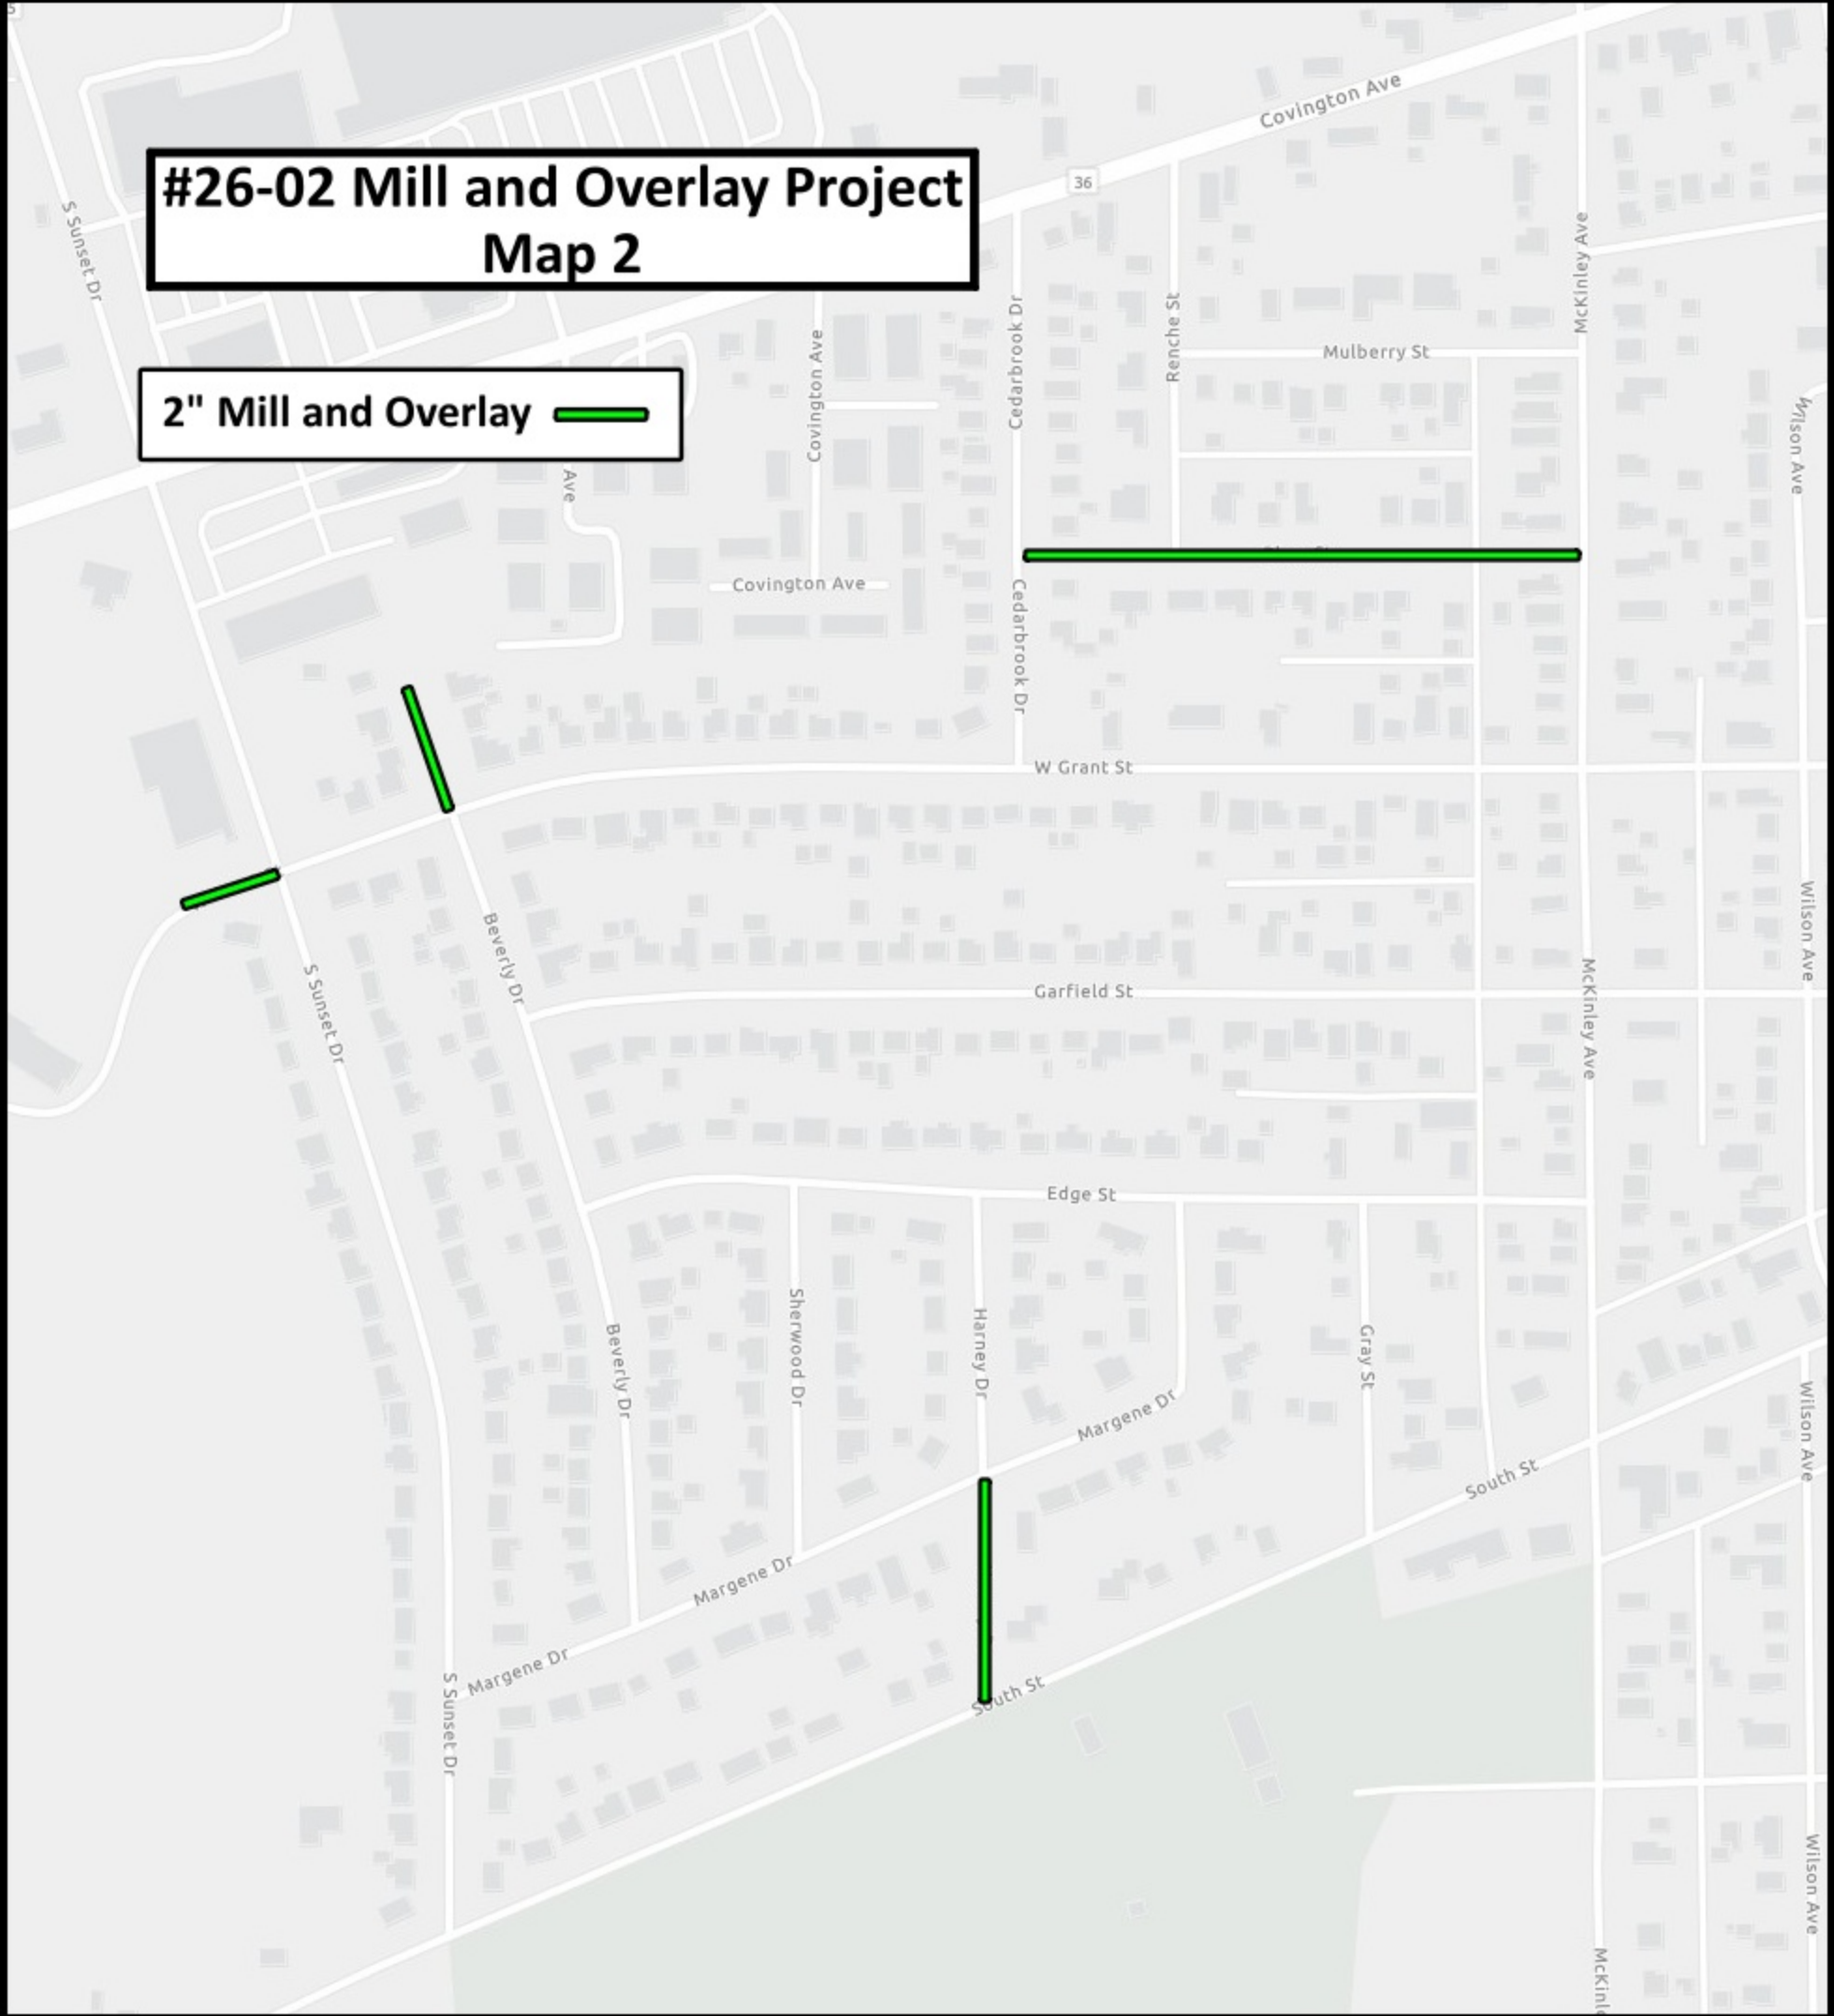 5
Covington Ave
#26-02 Mill and Overlay Project
Map 2
36
S Sunset Dr
McKinley Ave
Cedarbrook Dr
Renche St
Covington Ave
Mulberry St
2" Mill and Overlay
Wilson Ave
Ave
Covington Ave
Cedarbrook Dr
W Grant St
Wilson Ave
Beverly Dr
S Sunset Dr
Garfield St
McKinley Ave
Edge St
Sherwood Dr
Harney Dr
Beverly Dr
Gray St
Margene Dr
Wilson Ave
South St
Margene Dr
Margene Dr
S Sunset Dr
South St
Wilson Ave
McKinl